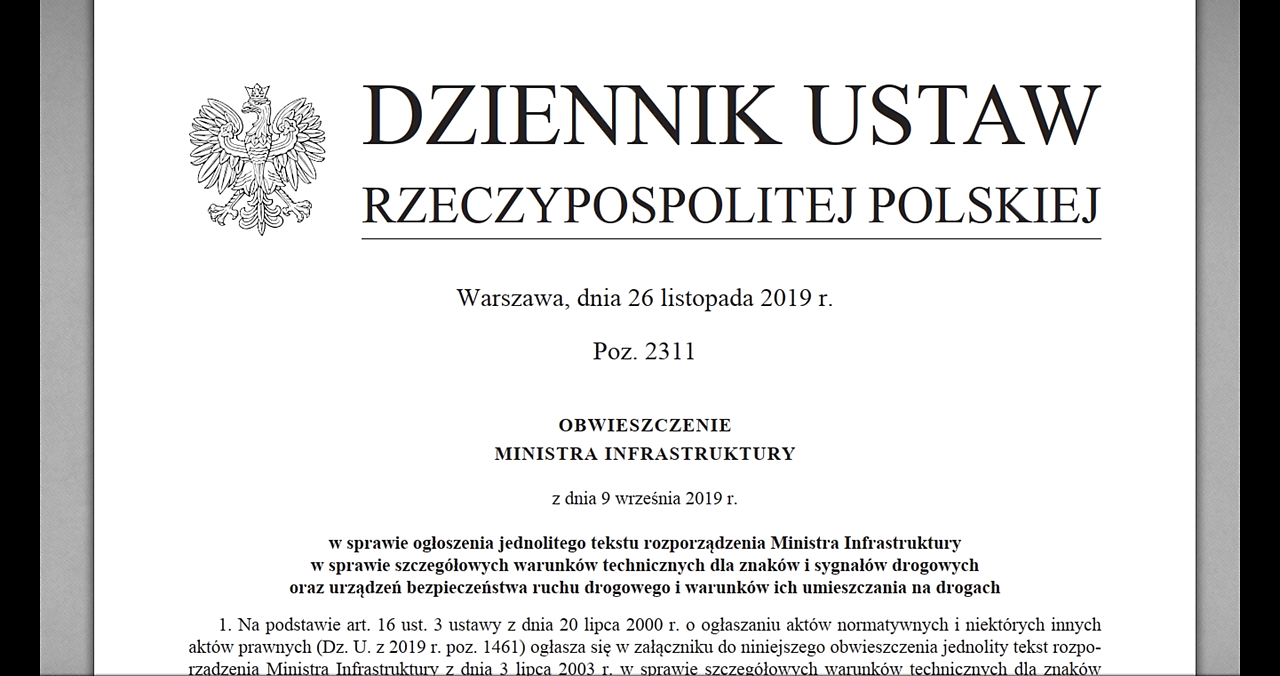 DZIENNIK USTAW
RZECZYPOSPOLITEJ POLSKIEJ
Warszawa, dnia 26 listopada 2019 r.
Poz. 2311
OBWIESZCZENIE
MINISTRA INFRASTRUKTURY
z dnia 9 września 2019 r.
w sprawie ogłoszenia jednolitego tekstu rozporządzenia Ministra Infrastruktury
w sprawie szczegółowych warunków technicznych dla znaków i sygnałów drogowych
oraz urządzeń bezpieczeństwa ruchu drogowego i warunków ich umieszczania na drogach
1. Na podstawie art. 16 ust. 3 ustawy z dnia 20 lipca 2000 r. o ogłaszaniu aktów normatywnych i niektórych innych
aktów prawnych (Dz. U. z 2019 r. poz. 1461) ogłasza się w załączniku do niniejszego obwieszczenia jednolity tekst rozpo-
rządzenia Ministra Infrastruktury z dnia 3 lipca 2003 r. w sprawie szczegółowych warunków technicznych dla znaków